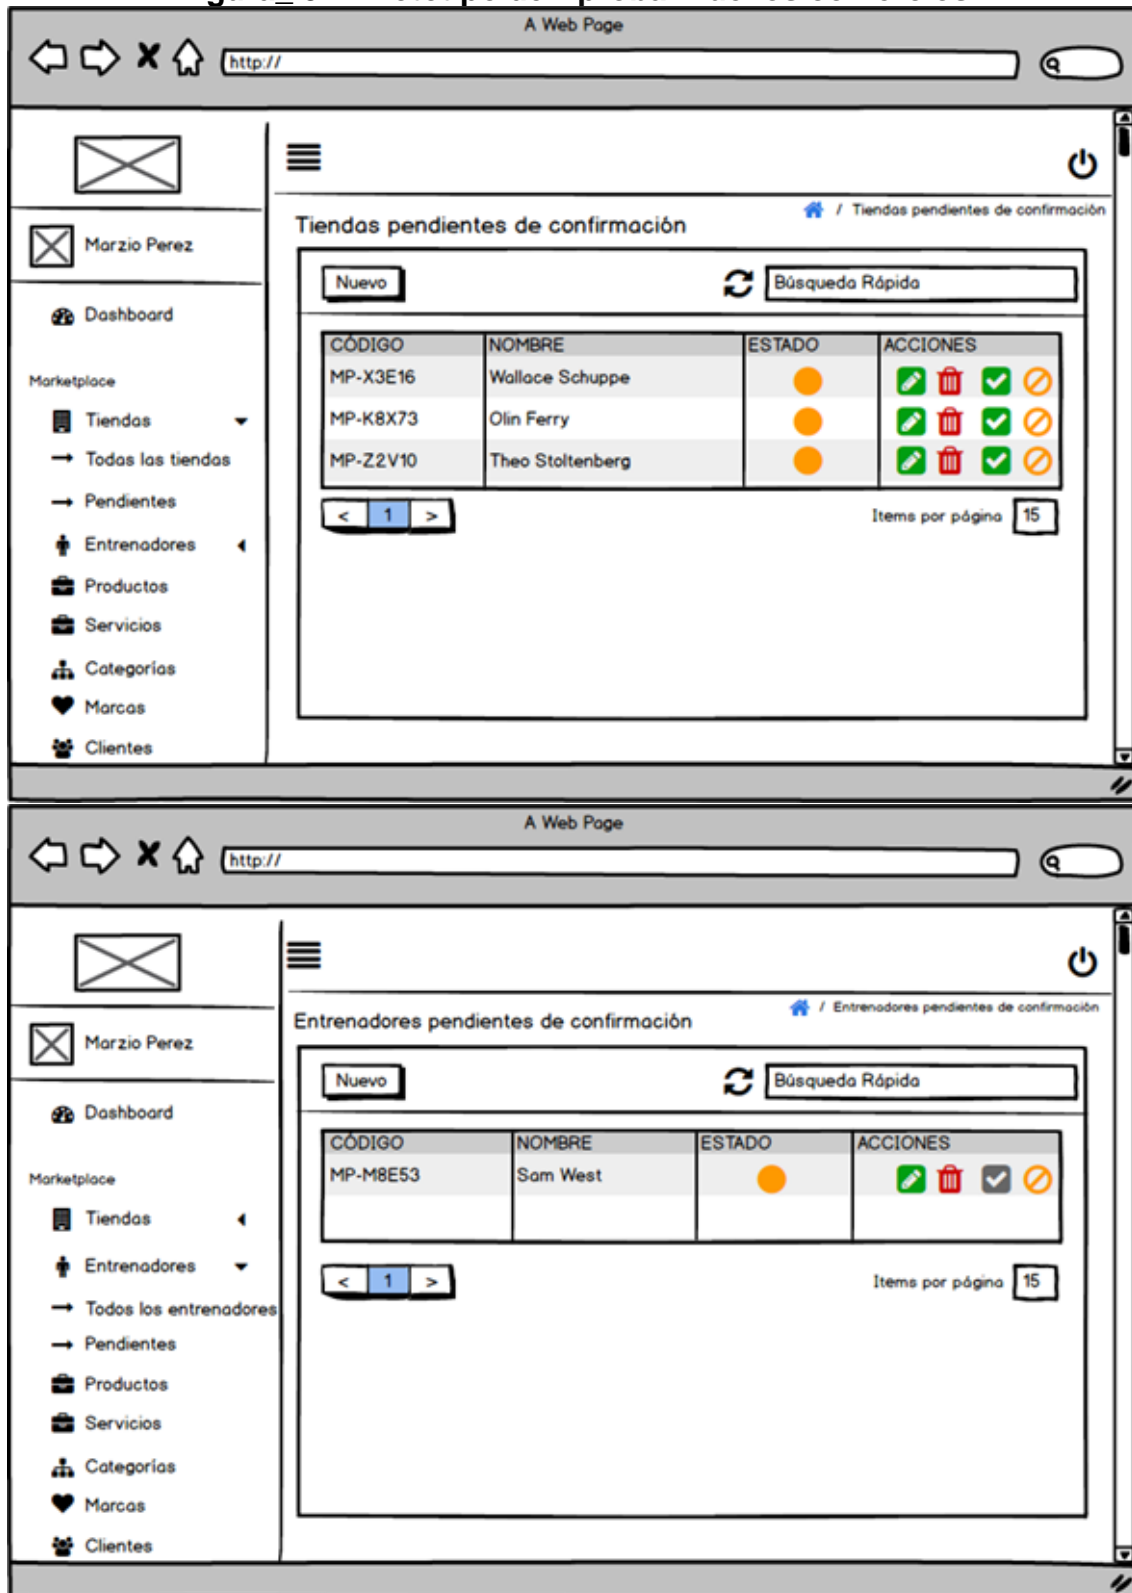 A Web Page
http://
Marzio Perez
Dashboard
Marketplace
Tiendas
Todas las tiendas
Pendientes
Entrenadores
Productos
Servicios
Categorías
Marcas
Clientes
/ Tiendas pendientes de confirmación
Tiendas pendientes de confirmación
Nuevo
Búsqueda Rápida
CÓDIGO NOMBRE ESTADO ACCIONES
MP-X3E16 Wallace Schuppe
MP-K8X73 Olin Ferry
MP-Z2V10 Theo Stoltenberg
< 1 >
Items por página 15
A Web Page
http://
Marzio Perez
Dashboard
Marketplace
Tiendas
Entrenadores
Todos los entrenadores
Pendientes
Productos
Servicios
Categorías
Marcas
Clientes
/ Entrenadores pendientes de confirmación
Entrenadores pendientes de confirmación
Nuevo
Búsqueda Rápida
CÓDIGO NOMBRE ESTADO ACCIONES
MP-M8E53 Sam West
< 1 >
Items por página 15